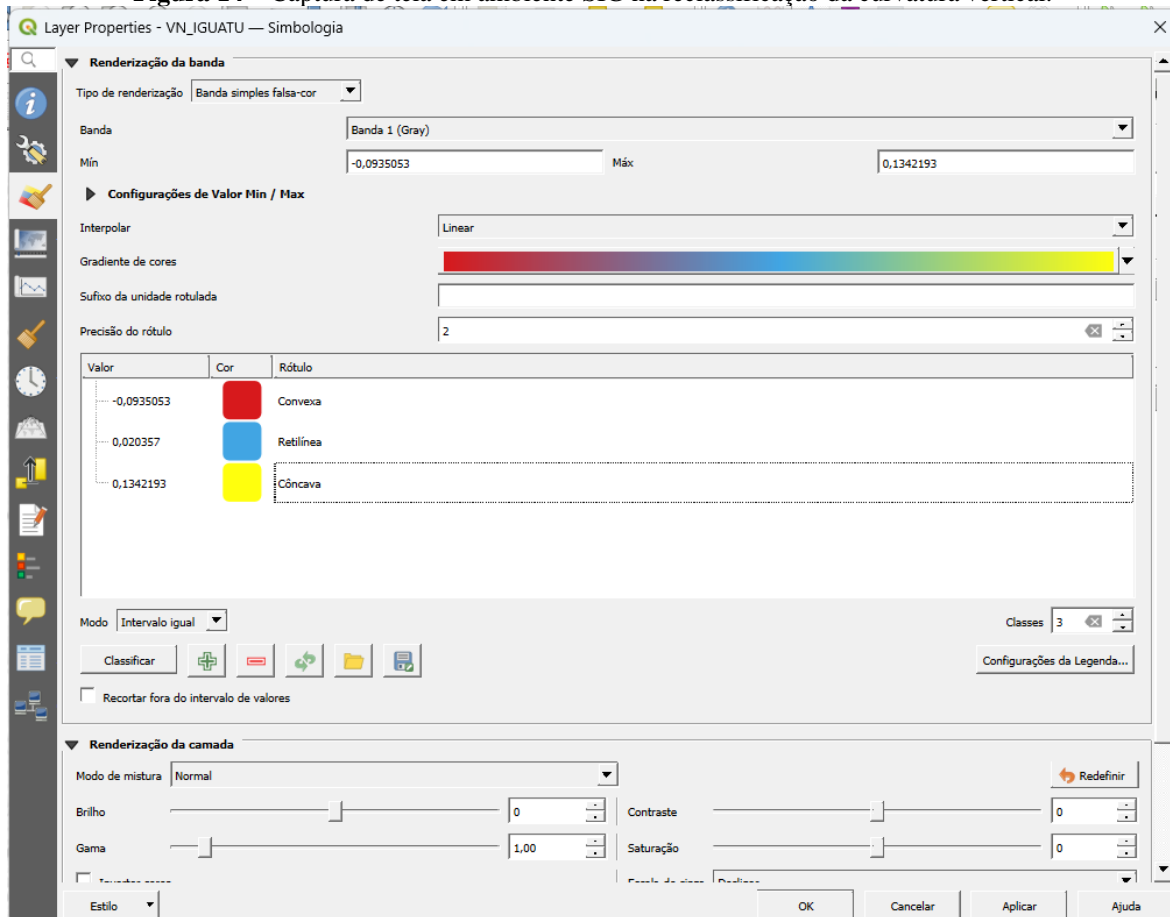 Layer Properties - VN_IGUATU — Simbologia
Renderização da banda
Tipo de renderização Banda simples falsa-cor
Banda Banda 1 (Gray)
Mín -0,0935053 Máx 0,1342193
Configurações de Valor Min / Max
Interpolar Linear
Gradiente de cores
Sufixo da unidade rotulada
Precisão do rótulo 2
Valor Cor Rótulo
-0,0935053 Convexa
0,020357 Retilínea
0,1342193 Côncava
Modo Intervalo igual Classes 3
Classificar Configurações da Legenda...
Recortar fora do intervalo de valores
Renderização da camada
Modo de mistura Normal Redefinir
Brilho 0 Contraste 0
Gama 1,00 Saturação 0
Estilo OK Cancelar Aplicar Ajuda